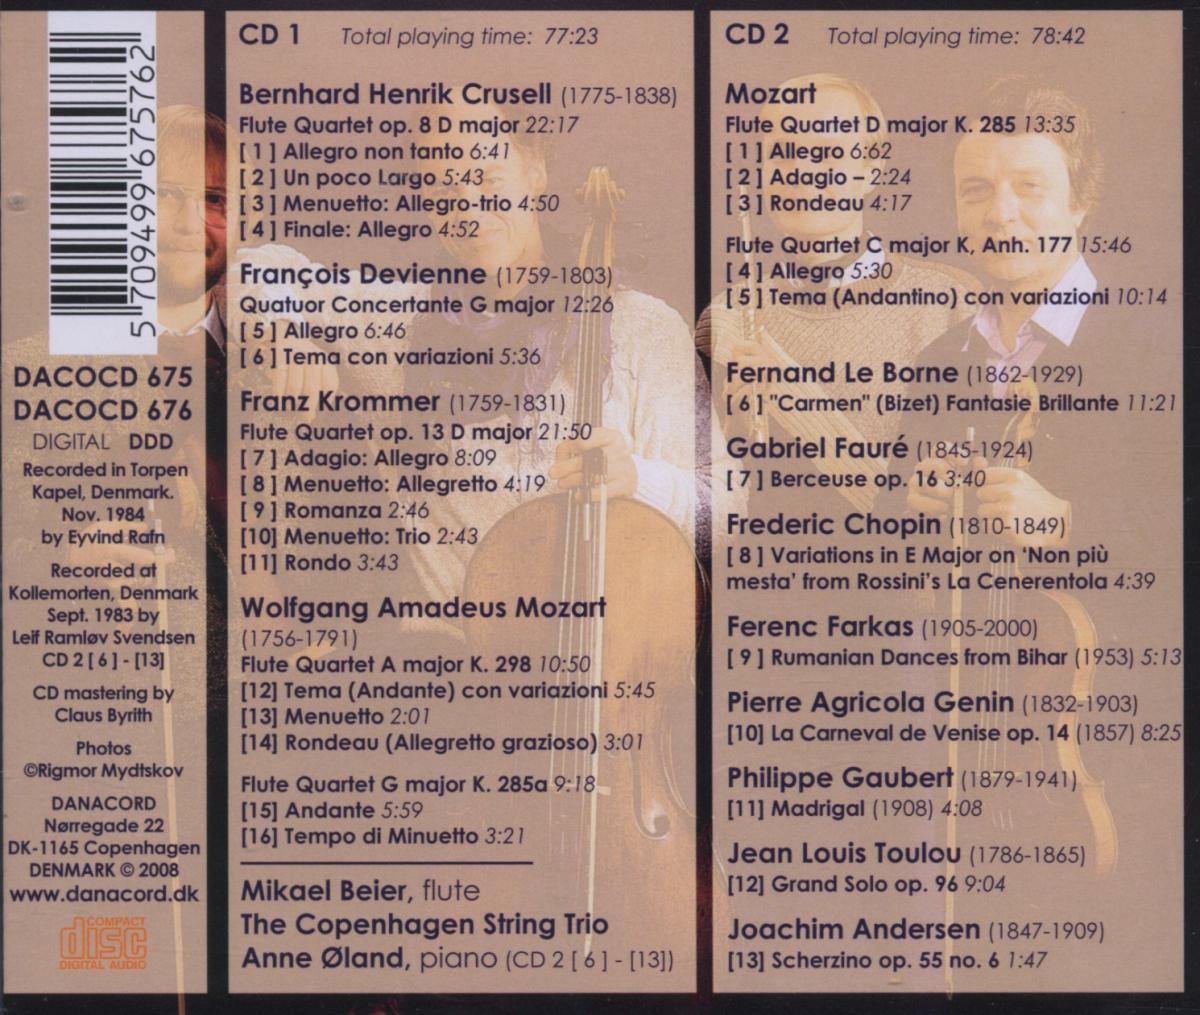 5 709499 675762
DACOCD 675
DACOCD 676
DIGITAL DDD
Recorded in Torpen
Kapel, Denmark.
Nov. 1984
by Eyvind Rafn
Recorded at
Kollemorten, Denmark
Sept. 1983 by
Leif Ramløv Svendsen
CD 2 [ 6 ] - [13]
CD mastering by
Claus Byrith
Photos
©Rigmor Mydtskov
DANACORD
Nørregade 22
DK-1165 Copenhagen
DENMARK © 2008
www.danacord.dk
COMPACT
disc
DIGITAL AUDIO
CD 1 Total playing time: 77:23
Bernhard Henrik Crusell (1775-1838)
Flute Quartet op. 8 D major 22:17
[ 1 ] Allegro non tanto 6:41
[ 2 ] Un poco Largo 5:43
[ 3 ] Menuetto: Allegro-trio 4:50
[ 4 ] Finale: Allegro 4:52
François Devienne (1759-1803)
Quatuor Concertante G major 12:26
[ 5 ] Allegro 6:46
[ 6 ] Tema con variazioni 5:36
Franz Krommer (1759-1831)
Flute Quartet op. 13 D major 21:50
[ 7 ] Adagio: Allegro 8:09
[ 8 ] Menuetto: Allegretto 4:19
[ 9 ] Romanza 2:46
[10] Menuetto: Trio 2:43
[11] Rondo 3:43
Wolfgang Amadeus Mozart
(1756-1791)
Flute Quartet A major K. 298 10:50
[12] Tema (Andante) con variazioni 5:45
[13] Menuetto 2:01
[14] Rondeau (Allegretto grazioso) 3:01
Flute Quartet G major K. 285a 9:18
[15] Andante 5:59
[16] Tempo di Minuetto 3:21
Mikael Beier, flute
The Copenhagen String Trio
Anne Øland, piano (CD 2 [ 6 ] - [13])
CD 2 Total playing time: 78:42
Mozart
Flute Quartet D major K. 285 13:35
[ 1 ] Allegro 6:62
[ 2 ] Adagio – 2:24
[ 3 ] Rondeau 4:17
Flute Quartet C major K, Anh. 177 15:46
[ 4 ] Allegro 5:30
[ 5 ] Tema (Andantino) con variazioni 10:14
Fernand Le Borne (1862-1929)
[ 6 ] "Carmen" (Bizet) Fantasie Brillante 11:21
Gabriel Fauré (1845-1924)
[ 7 ] Berceuse op. 16 3:40
Frederic Chopin (1810-1849)
[ 8 ] Variations in E Major on ‘Non più
mesta’ from Rossini’s La Cenerentola 4:39
Ferenc Farkas (1905-2000)
[ 9 ] Rumanian Dances from Bihar (1953) 5:13
Pierre Agricola Genin (1832-1903)
[10] La Carneval de Venise op. 14 (1857) 8:25
Philippe Gaubert (1879-1941)
[11] Madrigal (1908) 4:08
Jean Louis Toulou (1786-1865)
[12] Grand Solo op. 96 9:04
Joachim Andersen (1847-1909)
[13] Scherzino op. 55 no. 6 1:47